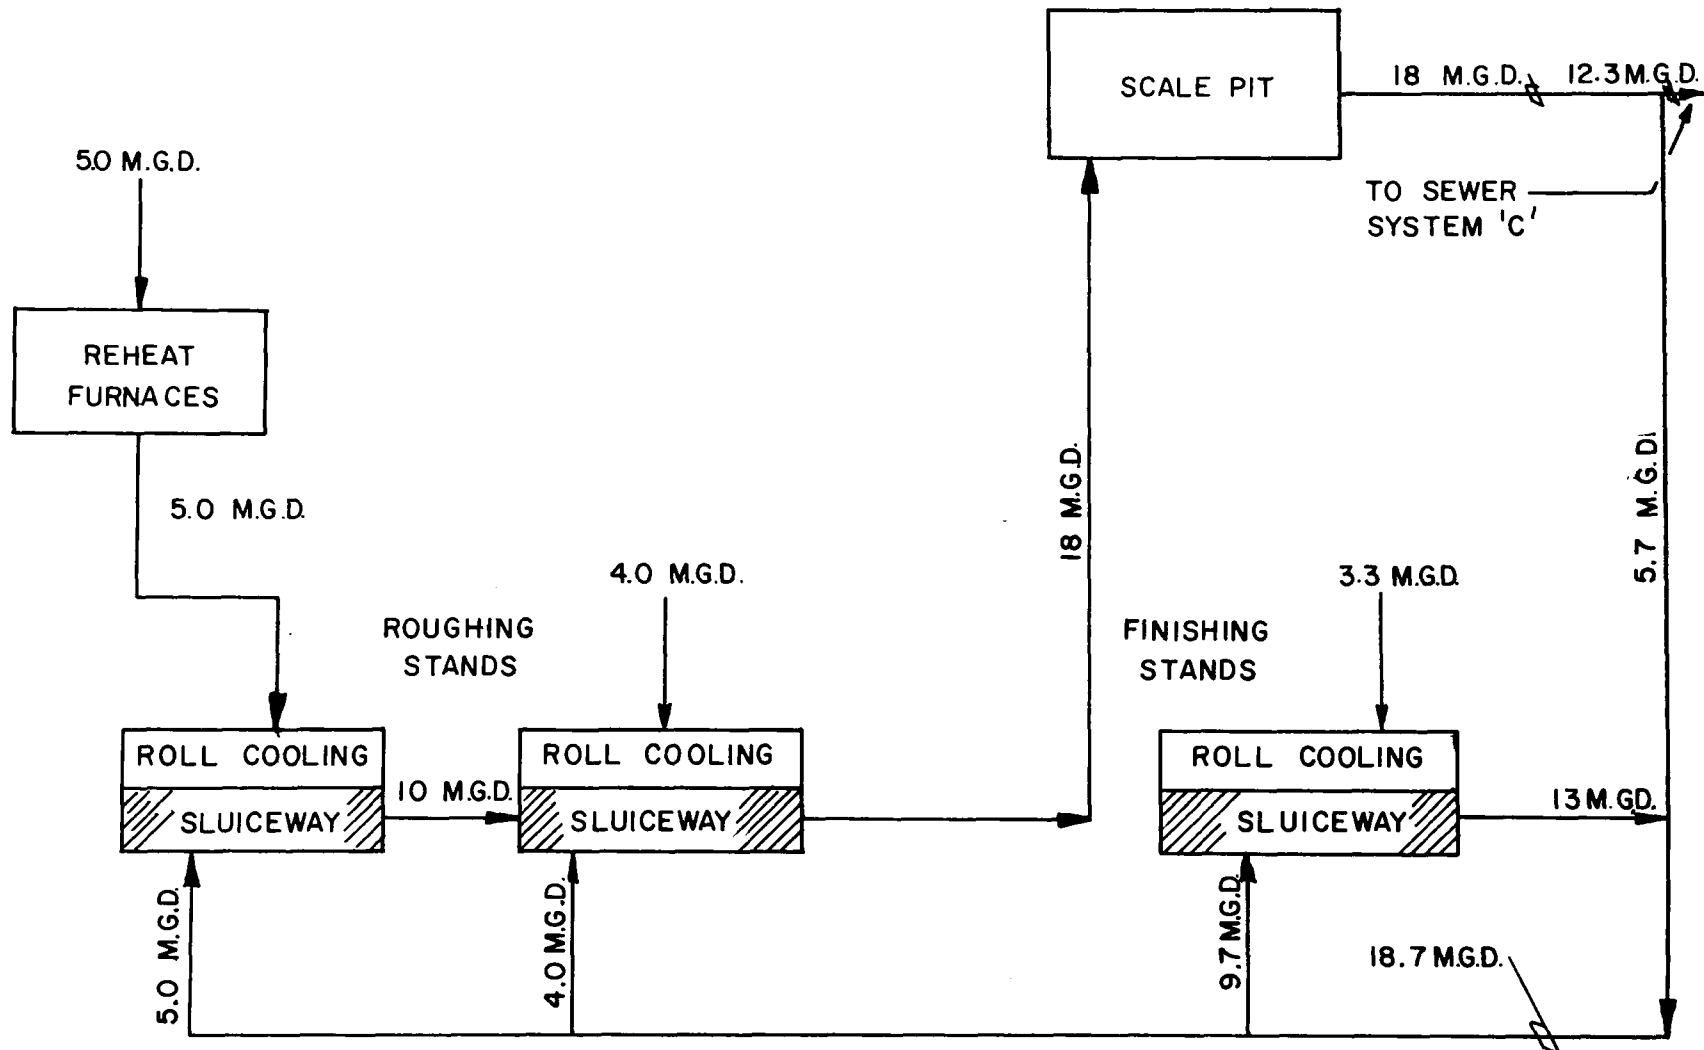 18 M.G.D.
12.3 M.G.D.
SCALE PIT
5.0 M.G.D.
TO SEWER
SYSTEM 'C'
REHEAT
FURNACES
5.0 M.G.D.
18 M.G.D.
5.7 M.G.D.
4.0 M.G.D.
3.3 M.G.D.
ROUGHING
STANDS
FINISHING
STANDS
ROLL COOLING
SLUICEWAY
10 M.G.D.
ROLL COOLING
SLUICEWAY
ROLL COOLING
SLUICEWAY
13 M.GD.
5.0 M.G.D.
4.0 M.G.D.
9.7 M.G.D.
18.7 M.G.D.